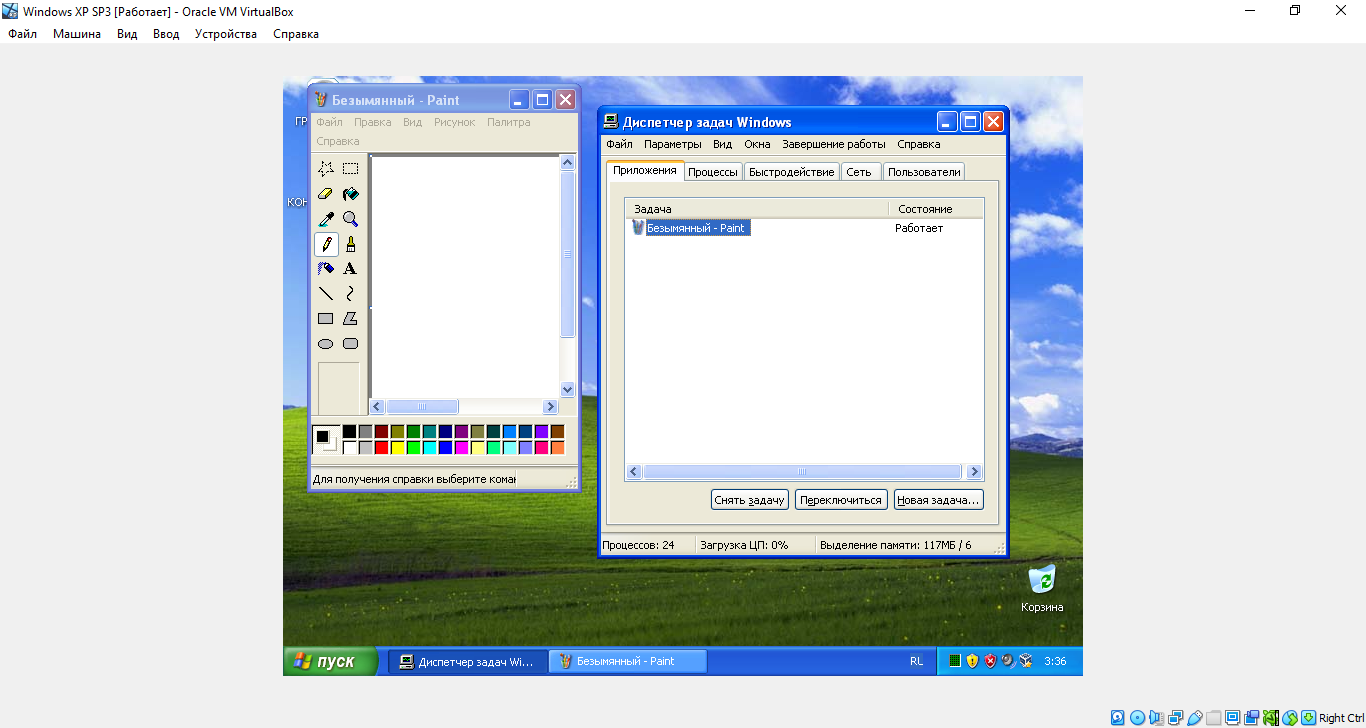 Windows XP SP3 [Работает] - Oracle VM VirtualBox
Файл Машина Вид Ввод Устройства Справка
Безымянный - Paint
Файл Правка Вид Рисунок Палитра
Справка
ГР
КОН
A
Для получения справки выберите кома
Диспетчер задач Windows
Файл Параметры Вид Окна Завершение работы Справка
Приложения Процессы Быстродействие Сеть Пользователи
Задача Состояние
Безымянный - Paint Работает
Снять задачу Переключиться Новая задача...
Процессов: 24 Загрузка ЦП: 0% Выделение памяти: 117МБ / 6
Корзина
пуск Диспетчер задач Wi... Безымянный - Paint RL 3:36
Right Ctrl